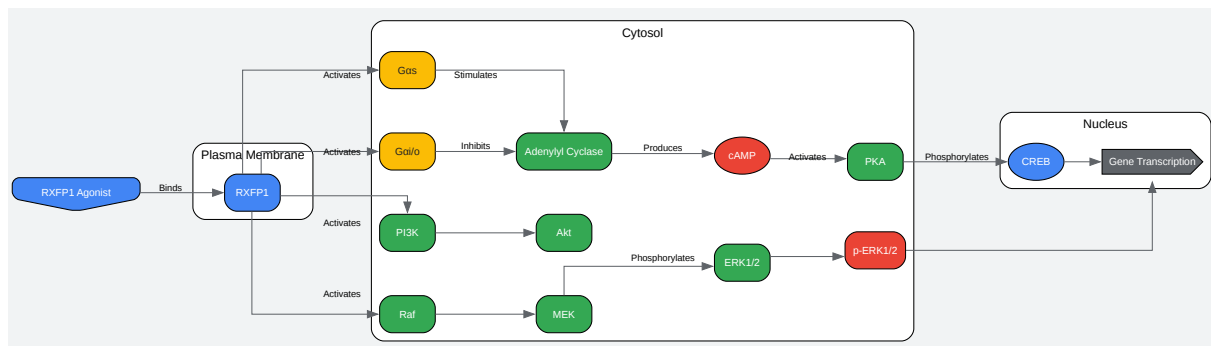 Cytosol
Gαs
Activates
Stimulates
Nucleus
Plasma Membrane
Activates
Gαi/o
Inhibits
Adenylyl Cyclase
Produces
cAMP
Activates
PKA
Phosphorylates
CREB
Gene Transcription
RXFP1 Agonist
Binds
RXFP1
Activates
PI3K
Akt
Phosphorylates
ERK1/2
p-ERK1/2
Activates
Raf
MEK